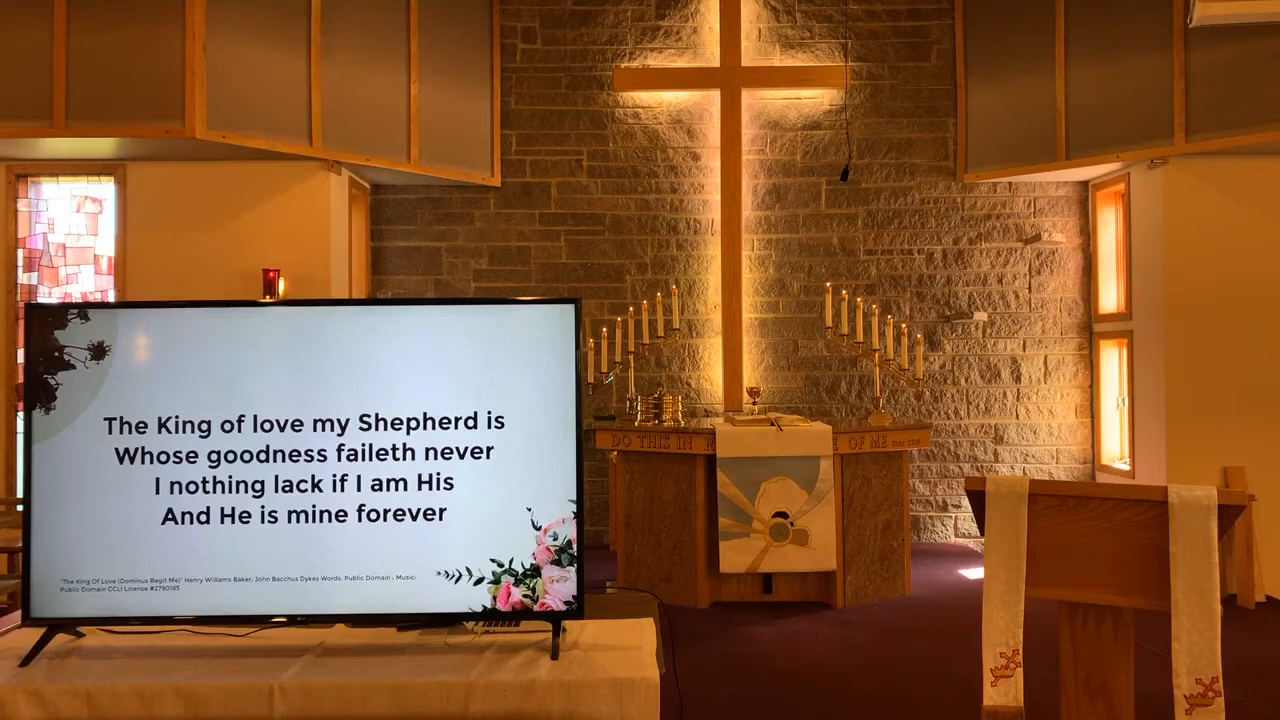 The King of love my Shepherd is
Whose goodness faileth never
I nothing lack if I am His
And He is mine forever
"The King Of Love (Dominus Regit Me)" Henry Williams Baker; John Bacchus Dykes Words: Public Domain ; Music:
Public Domain CCLI License #2790165
DO THIS IN E OF ME